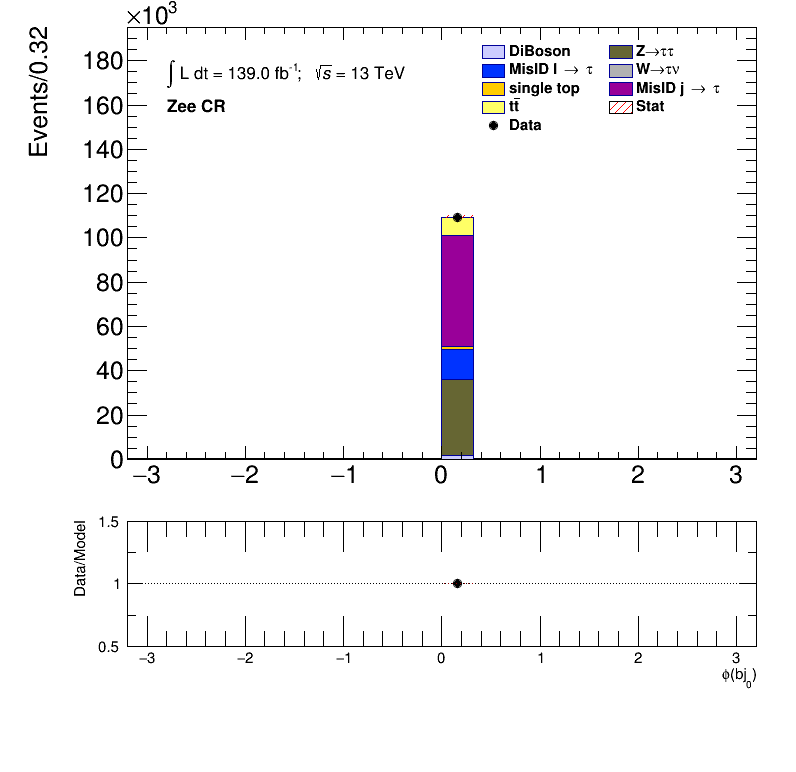 ×10³
Events/0.32
180
160
140
120
100
80
60
40
20
0
∫ L dt = 139.0 fb⁻¹; √s = 13 TeV
Zee CR
DiBoson
MisID l → τ
single top
tt̄
Data
Z→ττ
W→τν
MisID j → τ
Stat
−3 −2 −1 0 1 2 3
Data/Model
1.5
1
0.5
−3 −2 −1 0 1 2 3
ϕ(bj₀)